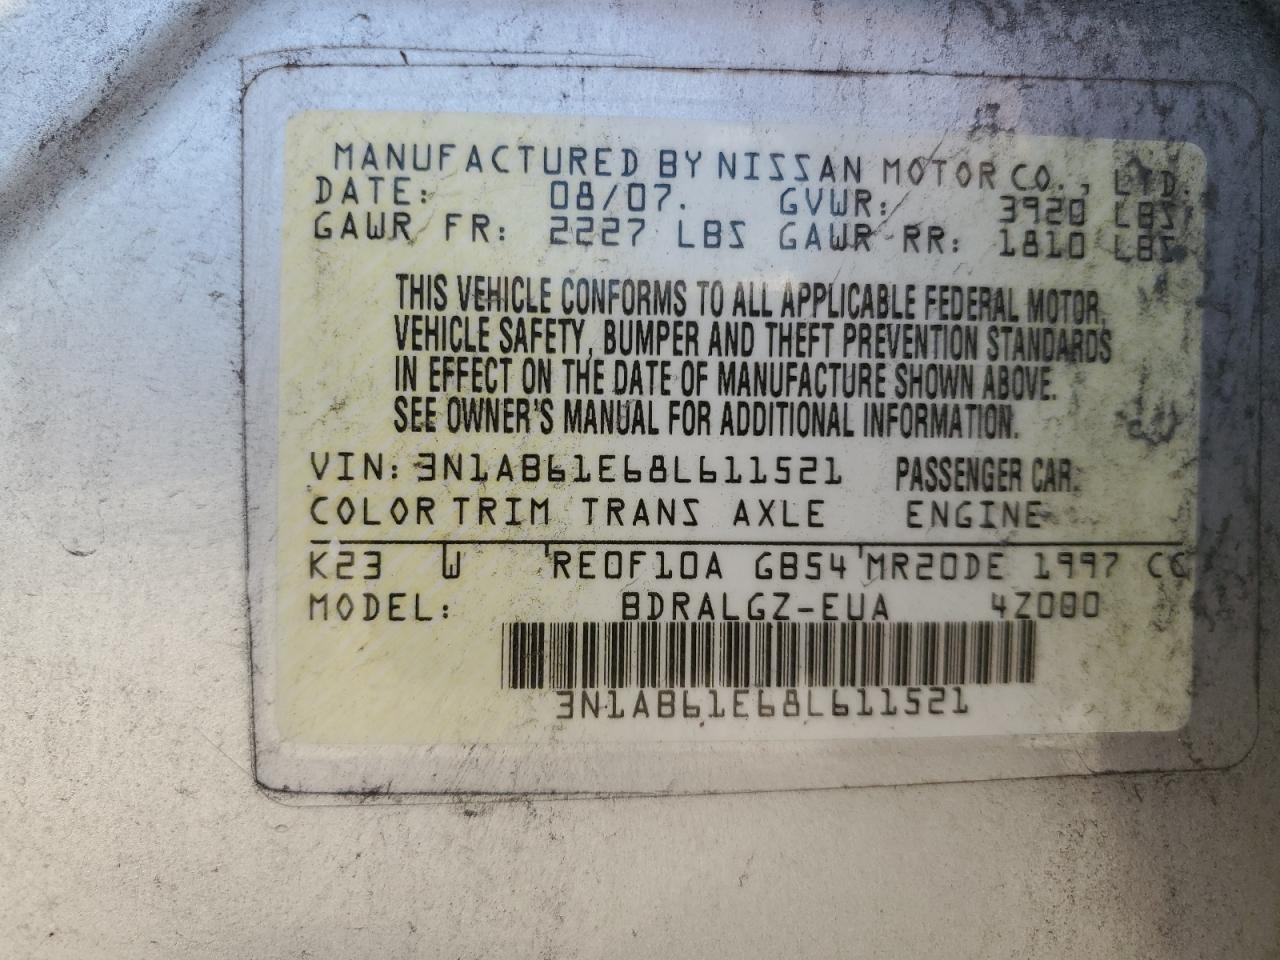 MANUFACTURED BY NISSAN MOTOR CO., LTD.
DATE: 08/07. GVWR: 3920 LBS
GAWR FR: 2227 LBS GAWR RR: 1810 LBS
THIS VEHICLE CONFORMS TO ALL APPLICABLE FEDERAL MOTOR
VEHICLE SAFETY, BUMPER AND THEFT PREVENTION STANDARDS
IN EFFECT ON THE DATE OF MANUFACTURE SHOWN ABOVE.
SEE OWNER'S MANUAL FOR ADDITIONAL INFORMATION.
VIN: 3N1AB61E68L611521 PASSENGER CAR
COLOR TRIM TRANS AXLE ENGINE
K23 W RE0F10A GB54 MR20DE 1997 CC
MODEL: BDRALGZ-EUA 4Z000
3N1AB61E68L611521